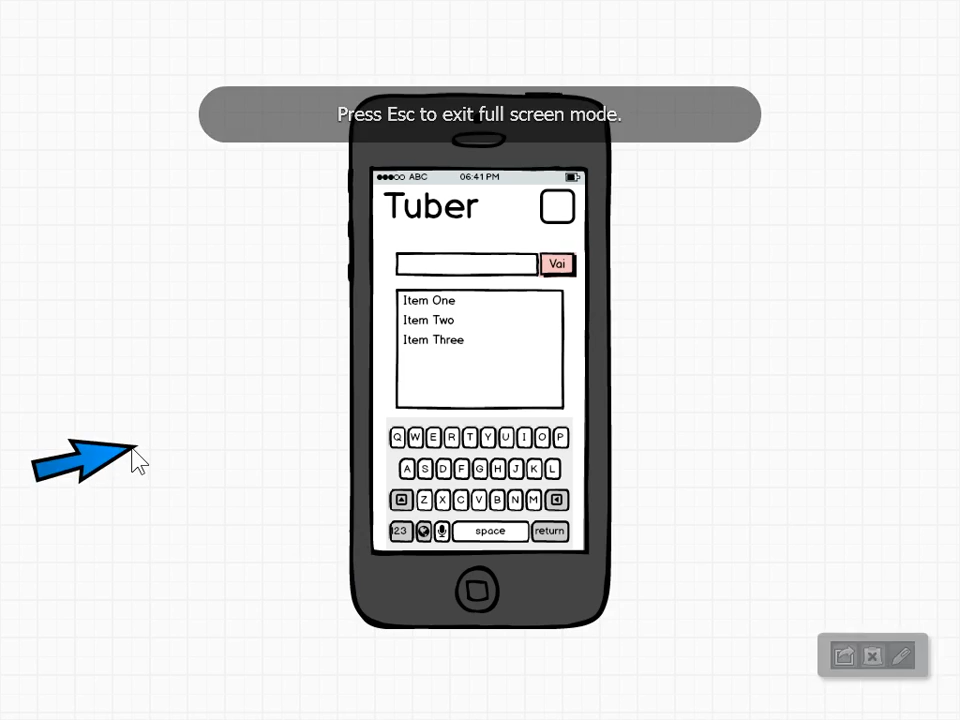 Press Esc to exit full screen mode.
ABC 06:41 PM
Tuber
Vai
Item One
Item Two
Item Three
Q W E R T Y U I O P
A S D F G H J K L
Z X C V B N M
123 space return